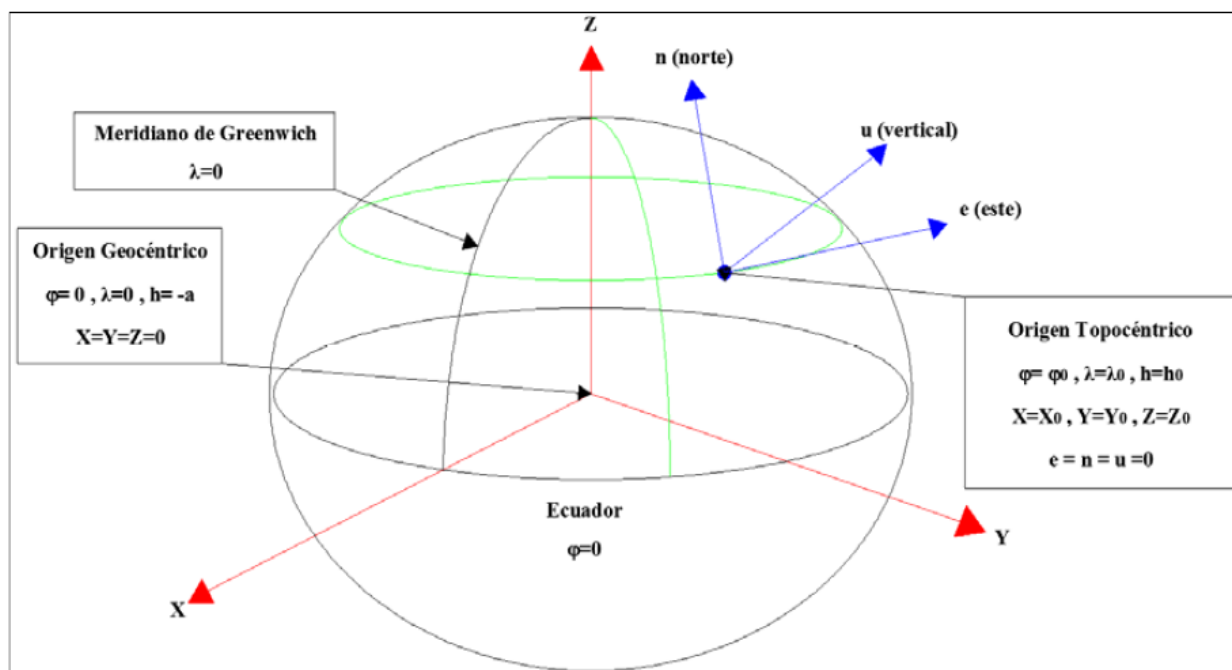 Z
n (norte)
u (vertical)
e (este)
Meridiano de Greenwich
λ=0
Origen Geocéntrico
φ= 0 , λ=0 , h= -a
X=Y=Z=0
Origen Topocéntrico
φ= φ₀ , λ=λ₀ , h=h₀
X=X₀ , Y=Y₀ , Z=Z₀
e = n = u =0
Ecuador
φ=0
Y
X